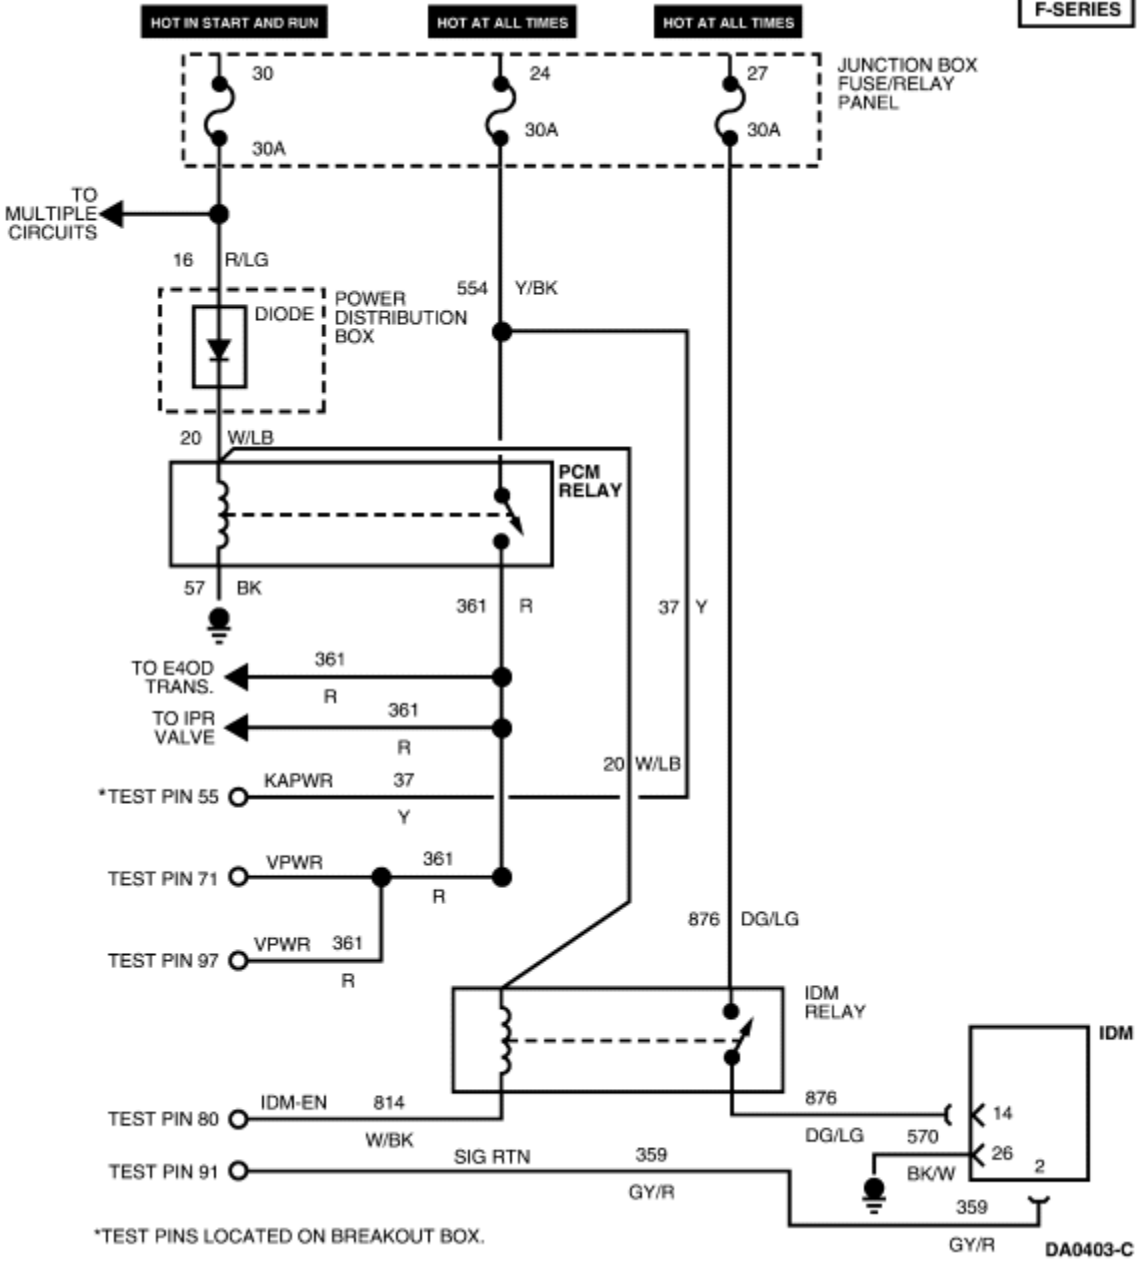 HOT IN START AND RUN
HOT AT ALL TIMES
HOT AT ALL TIMES
F-SERIES
30
24
27
JUNCTION BOX
FUSE/RELAY
PANEL
30A
30A
30A
TO
MULTIPLE
CIRCUITS
16 R/LG
554 Y/BK
DIODE
POWER
DISTRIBUTION
BOX
20 W/LB
PCM
RELAY
57 BK
361 R
37 Y
TO E4OD
TRANS.
361
R
TO IPR
VALVE
361
R
20 W/LB
*TEST PIN 55
KAPWR 37
Y
TEST PIN 71
VPWR 361
R
876 DG/LG
TEST PIN 97
VPWR 361
R
IDM
RELAY
IDM
TEST PIN 80
IDM-EN 814
W/BK
876
DG/LG
14
570
BK/W
26
2
TEST PIN 91
SIG RTN 359
GY/R
359
GY/R
*TEST PINS LOCATED ON BREAKOUT BOX.
DA0403-C